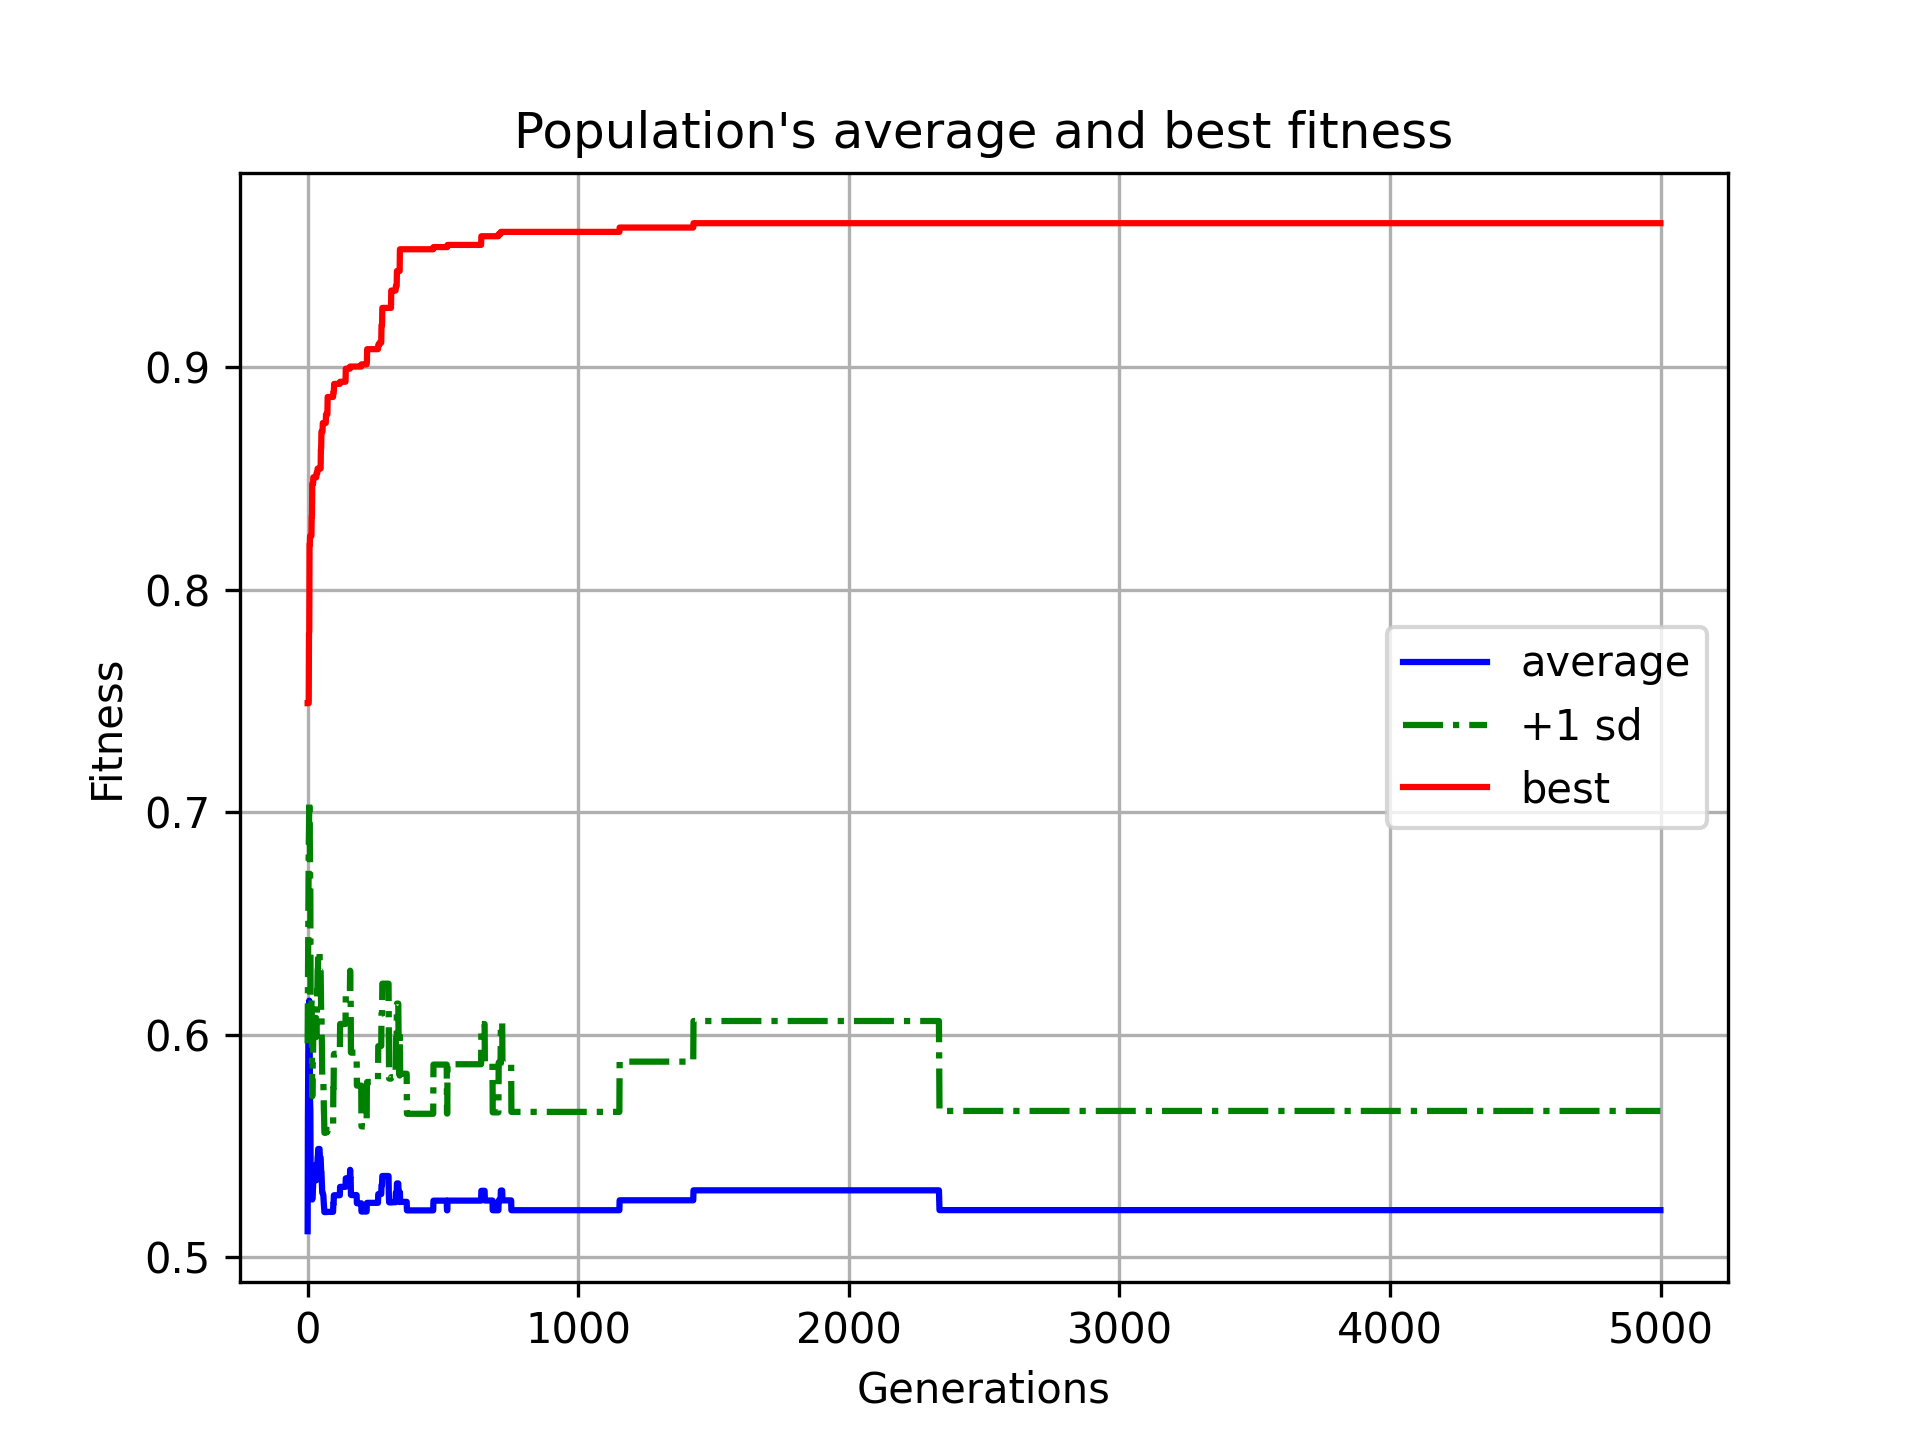 Population's average and best fitness
Fitness
0.9
0.8
0.7
0.6
0.5
average
+1 sd
best
0 1000 2000 3000 4000 5000
Generations